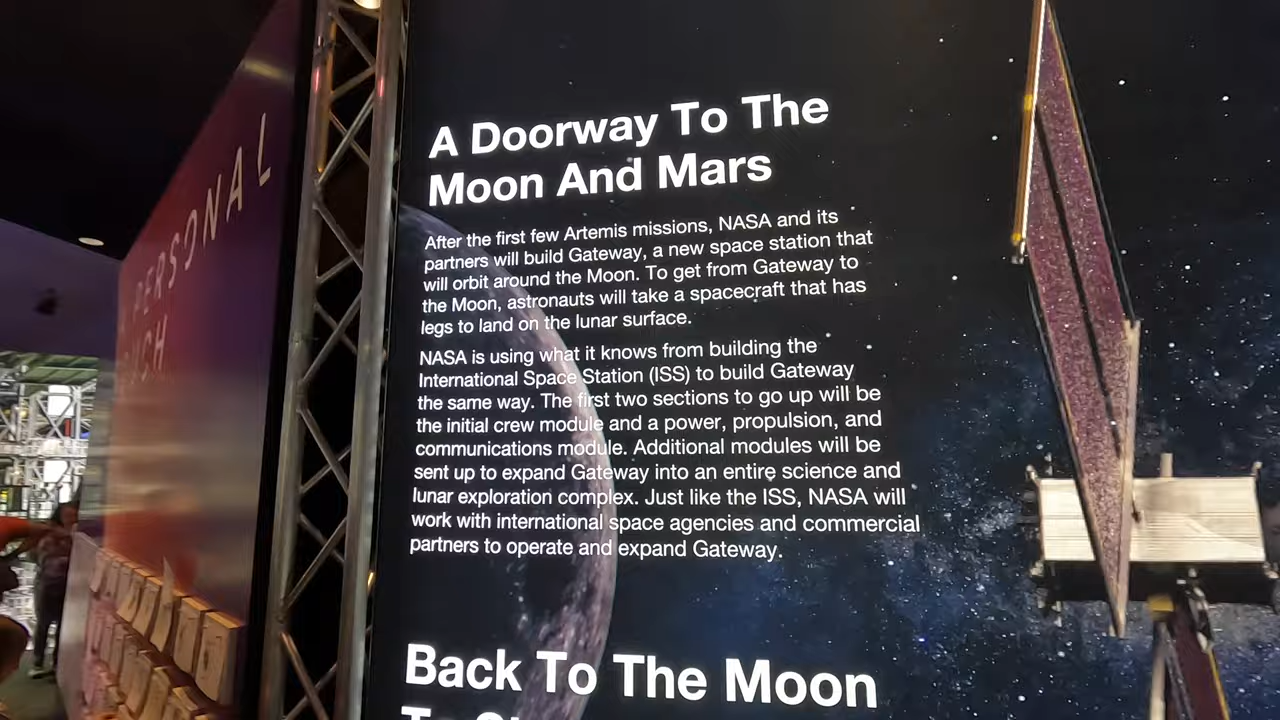 PERSONAL
A Doorway To The
Moon And Mars
After the first few Artemis missions, NASA and its
partners will build Gateway, a new space station that
will orbit around the Moon. To get from Gateway to
the Moon, astronauts will take a spacecraft that has
legs to land on the lunar surface.
NASA is using what it knows from building the
International Space Station (ISS) to build Gateway
the same way. The first two sections to go up will be
the initial crew module and a power, propulsion, and
communications module. Additional modules will be
sent up to expand Gateway into an entire science and
lunar exploration complex. Just like the ISS, NASA will
work with international space agencies and commercial
partners to operate and expand Gateway.
Back To The Moon